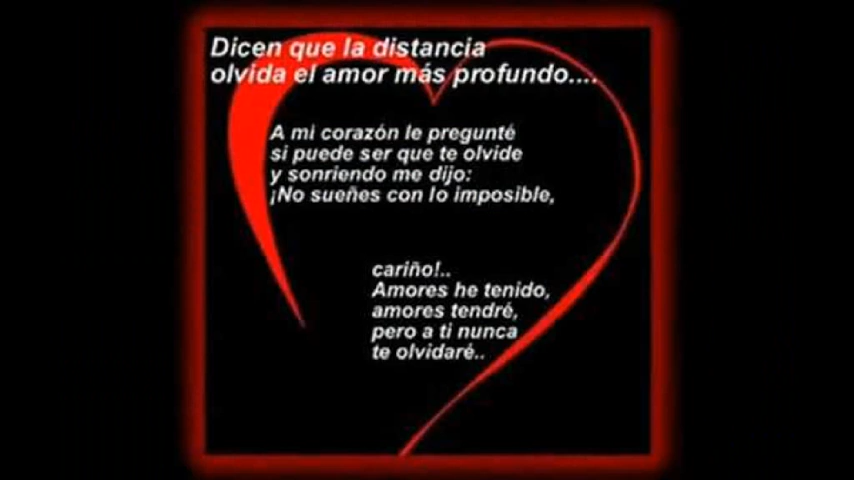 Dicen que la distancia
olvida el amor más profundo....
A mi corazón le pregunté
si puede ser que te olvide
y sonriendo me dijo:
¡No sueñes con lo imposible,
cariño!..
Amores he tenido,
amores tendré,
pero a ti nunca
te olvidaré..